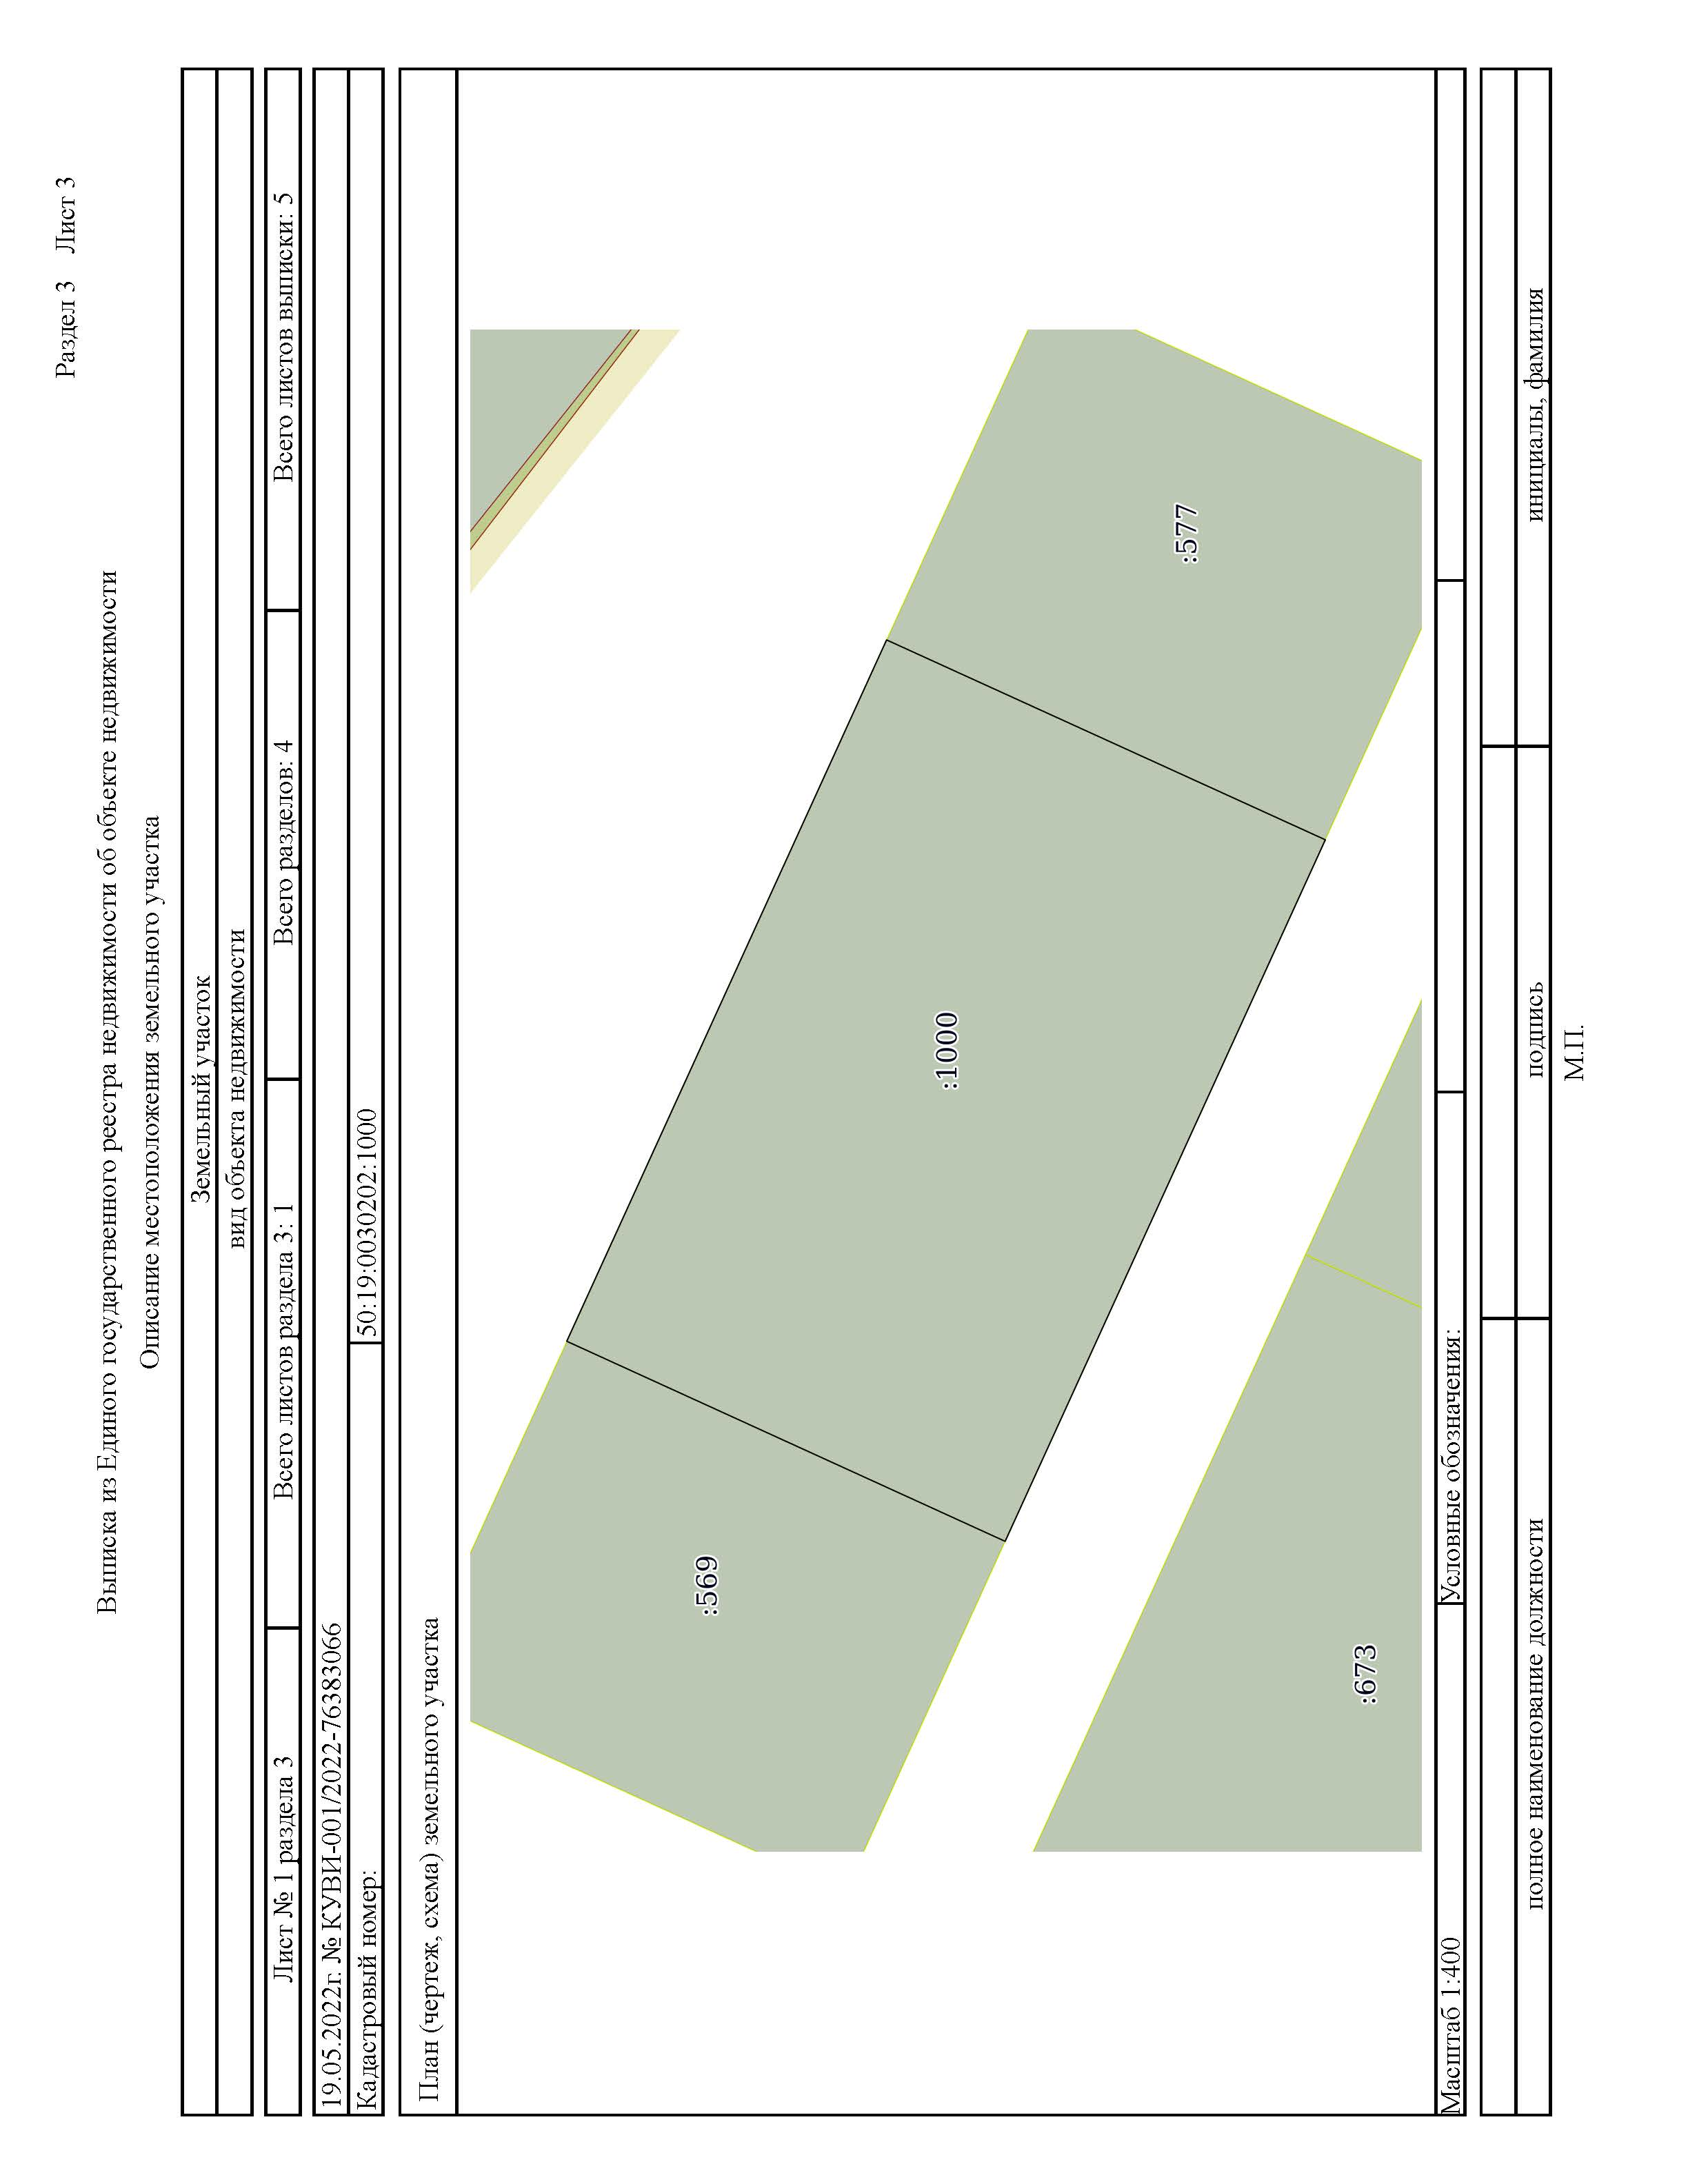 Раздел 3 Лист 3
Выписка из Единого государственного реестра недвижимости об объекте недвижимости
Описание местоположения земельного участка
Земельный участок
вид объекта недвижимости
Лист № 1 раздела 3 Всего листов раздела 3: 1 Всего разделов: 4 Всего листов выписки: 5
19.05.2022г. № КУВИ-001/2022-76383066
Кадастровый номер: 50:19:0030202:1000
План (чертеж, схема) земельного участка
:569
:1000
:577
:673
Масштаб 1:400 Условные обозначения:
полное наименование должности подпись инициалы, фамилия
М.П.